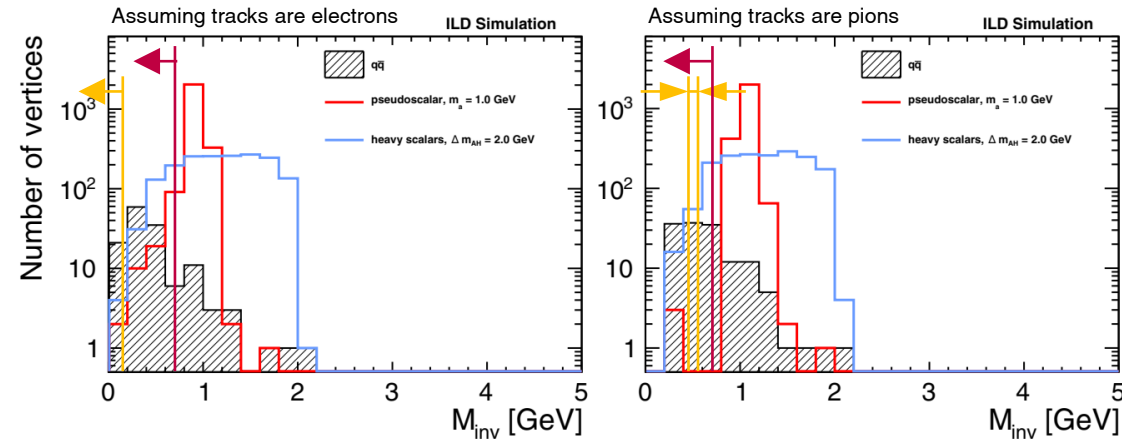 Assuming tracks are electrons
ILD Simulation
Number of vertices
10³
10²
10
1
qq̄
pseudoscalar, mₐ = 1.0 GeV
heavy scalars, Δ m_AH = 2.0 GeV
0 1 2 3 4 5
M_inv [GeV]
Assuming tracks are pions
ILD Simulation
10³
10²
10
1
qq̄
pseudoscalar, mₐ = 1.0 GeV
heavy scalars, Δ m_AH = 2.0 GeV
0 1 2 3 4 5
M_inv [GeV]